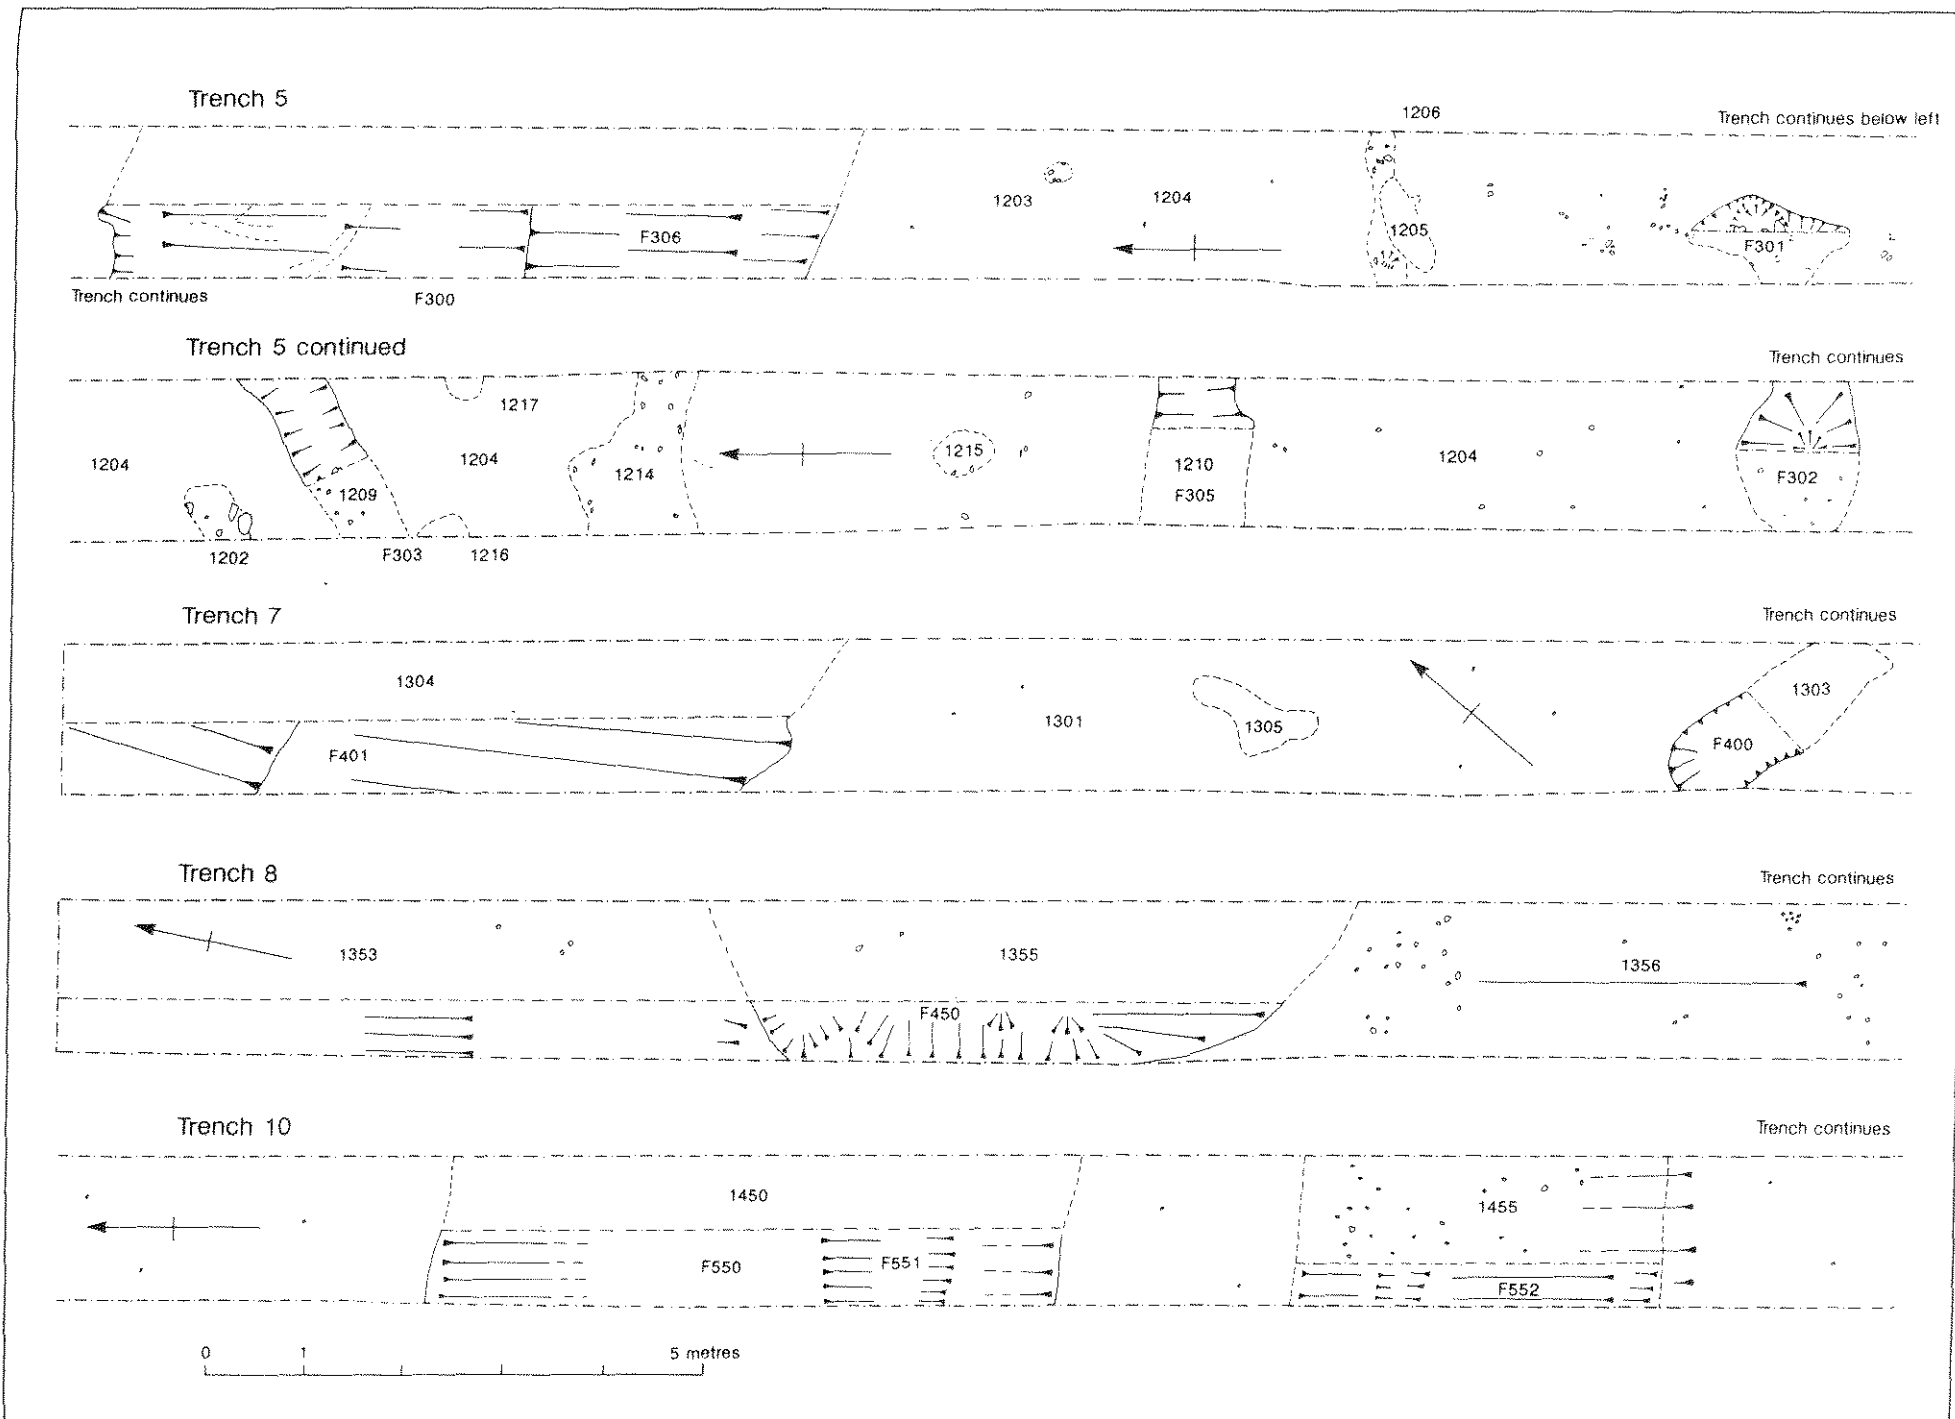 Trench 5
1206
Trench continues below left
1203
1204
1205
F306
F301
Trench continues
F300
Trench 5 continued
Trench continues
1217
1204
1209
1204
1214
1215
1210
F305
1204
F302
1202
F303
1216
Trench 7
Trench continues
1304
1301
1305
1303
F401
F400
Trench 8
Trench continues
1353
1355
1356
F450
Trench 10
Trench continues
1450
1455
F550
F551
F552
0 1 5 metres